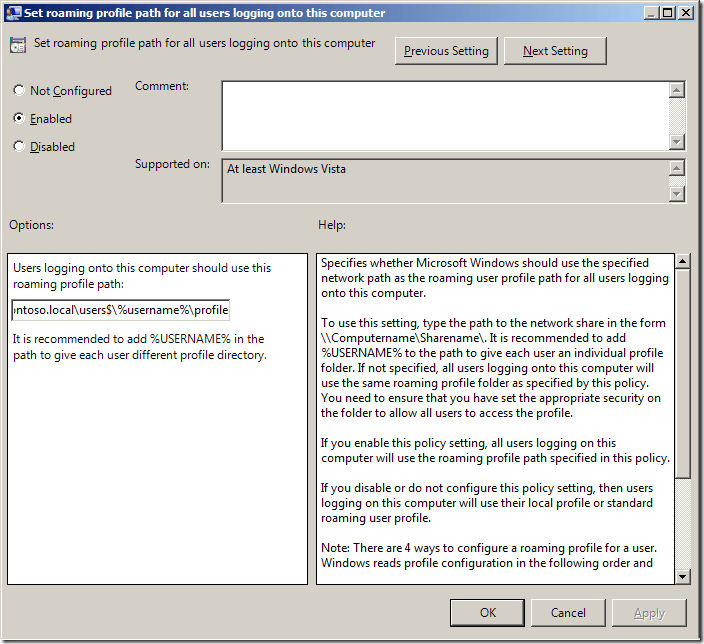 Set roaming profile path for all users logging onto this computer
Set roaming profile path for all users logging onto this computer
Previous Setting
Next Setting
Not Configured
Comment:
Enabled
Disabled
Supported on:
At least Windows Vista
Options:
Help:
Users logging onto this computer should use this
roaming profile path:
ntoso.local\users$\%username%\profile
It is recommended to add %USERNAME% in the
path to give each user different profile directory.
Specifies whether Microsoft Windows should use the specified
network path as the roaming user profile path for all users logging
onto this computer.
To use this setting, type the path to the network share in the form
\\Computername\Sharename\. It is recommended to add
%USERNAME% to the path to give each user an individual profile
folder. If not specified, all users logging onto this computer will
use the same roaming profile folder as specified by this policy.
You need to ensure that you have set the appropriate security on
the folder to allow all users to access the profile.
If you enable this policy setting, all users logging on this
computer will use the roaming profile path specified in this policy.
If you disable or do not configure this policy setting, then users
logging on this computer will use their local profile or standard
roaming user profile.
Note: There are 4 ways to configure a roaming profile for a user.
Windows reads profile configuration in the following order and
OK
Cancel
Apply